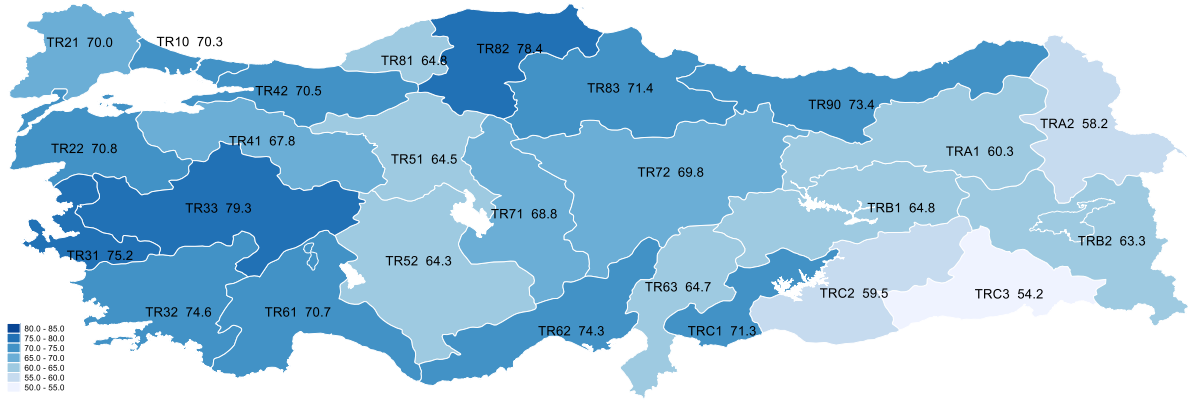 TR21 70.0
TR10 70.3
TR82 78.4
TR81 64.8
TR42 70.5
TR83 71.4
TR90 73.4
TRA2 58.2
TR41 67.8
TR22 70.8
TR51 64.5
TRA1 60.3
TR72 69.8
TR33 79.3
TR71 68.8
TRB1 64.8
TRB2 63.3
TR31 75.2
TR52 64.3
TR63 64.7
TRC2 59.5
TRC3 54.2
TR32 74.6
TR61 70.7
TR62 74.3
TRC1 71.3
80.0 - 85.0
75.0 - 80.0
70.0 - 75.0
65.0 - 70.0
60.0 - 65.0
55.0 - 60.0
50.0 - 55.0